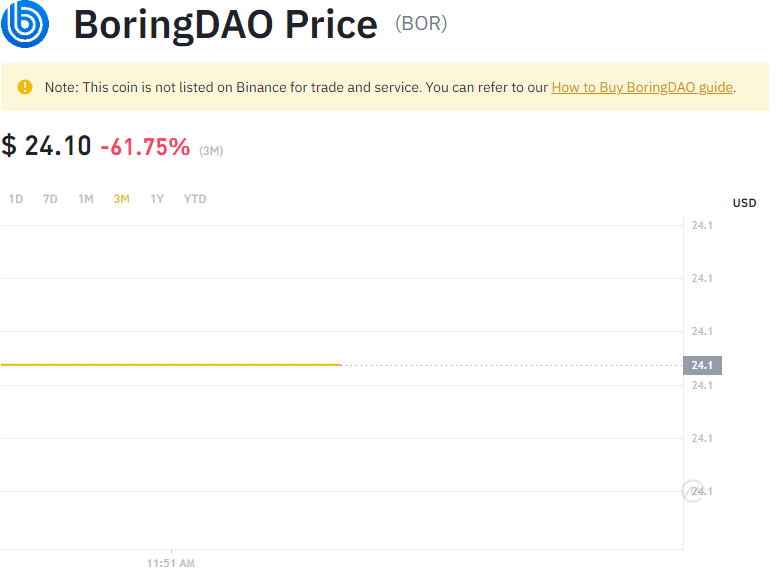 BoringDAO Price (BOR)
Note: This coin is not listed on Binance for trade and service. You can refer to our How to Buy BoringDAO guide.
$ 24.10 -61.75% (3M)
1D 7D 1M 3M 1Y YTD
USD
24.1
24.1
24.1
24.1
24.1
24.1
24.1
11:51 AM